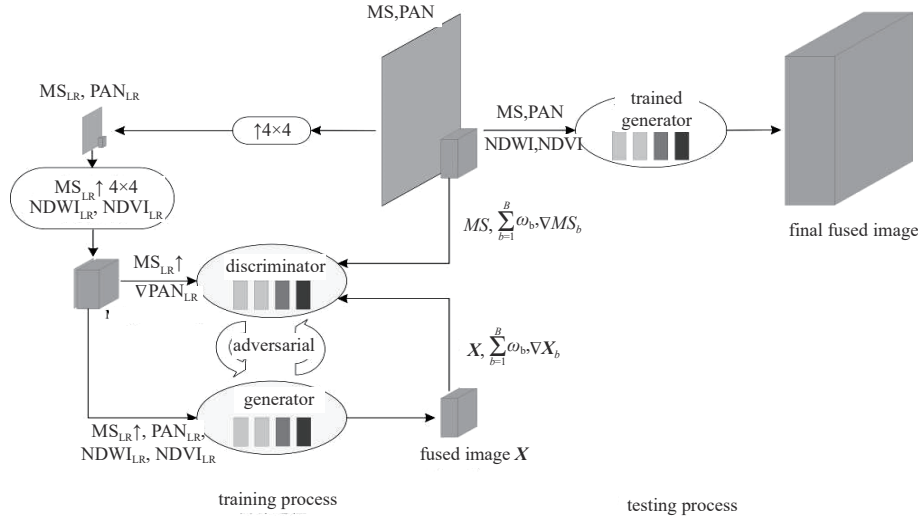 MS,PAN
MS_LR, PAN_LR
↑4×4
MS,PAN
NDWI,NDVI
trained
generator
MS_LR↑ 4×4
NDWI_LR, NDVI_LR
MS, ∑_{b=1}^{B} ω_b,∇MS_b
final fused image
MS_LR↑
∇PAN_LR
discriminator
adversarial
X, ∑_{b=1}^{B} ω_b,∇X_b
generator
MS_LR↑, PAN_LR,
NDWI_LR, NDVI_LR
fused image X
training process
testing process